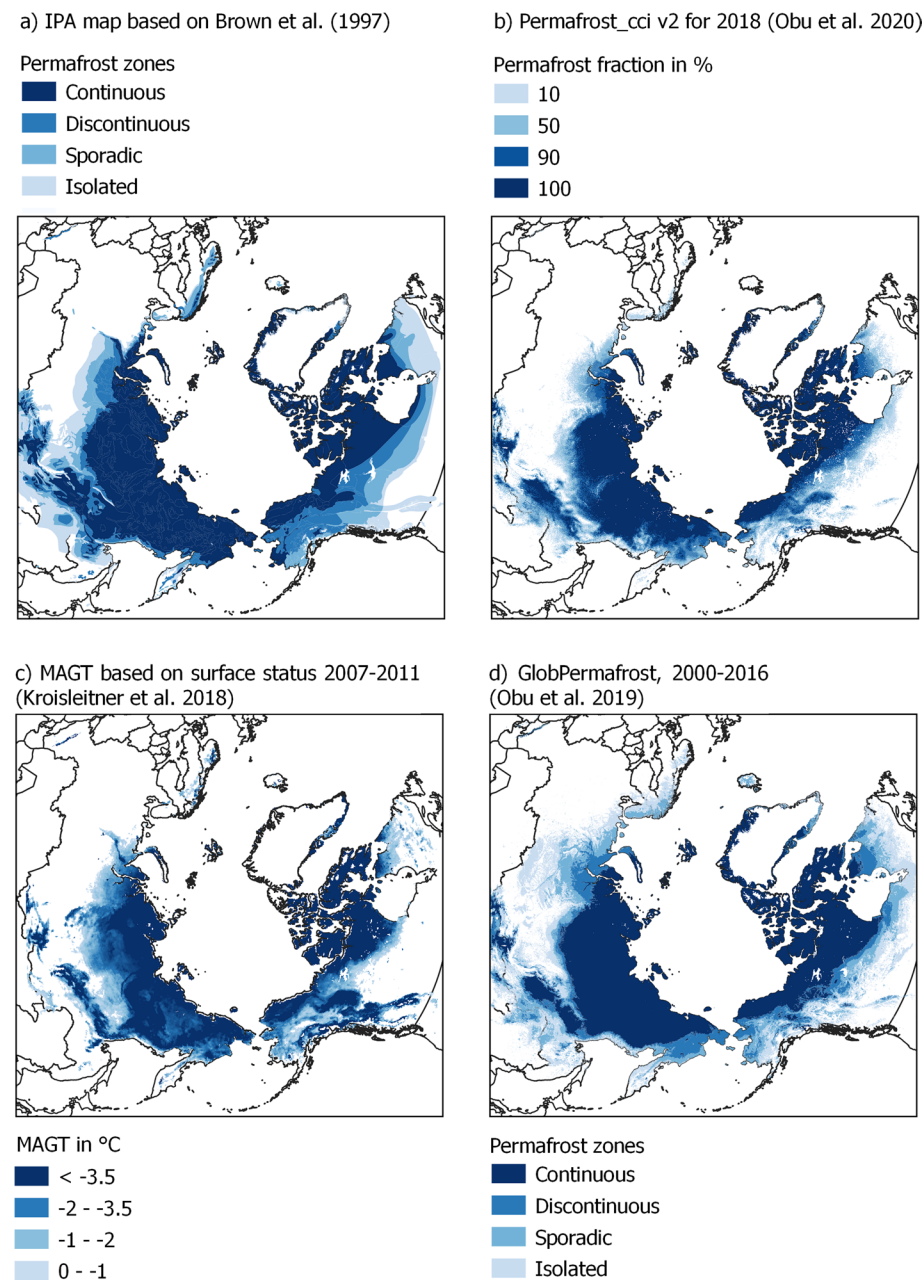 a) IPA map based on Brown et al. (1997)
Permafrost zones
Continuous
Discontinuous
Sporadic
Isolated
b) Permafrost_cci v2 for 2018 (Obu et al. 2020)
Permafrost fraction in %
10
50
90
100
c) MAGT based on surface status 2007-2011
(Kroisleitner et al. 2018)
MAGT in °C
< -3.5
-2 - -3.5
-1 - -2
0 - -1
d) GlobPermafrost, 2000-2016
(Obu et al. 2019)
Permafrost zones
Continuous
Discontinuous
Sporadic
Isolated